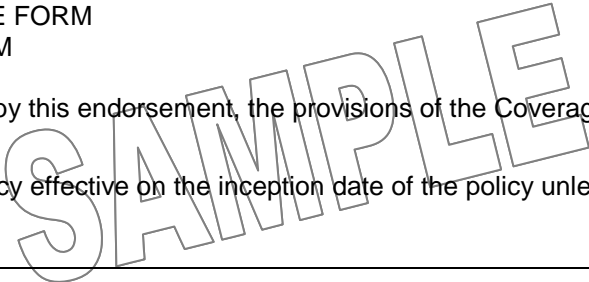 E FORM
M
by this endorsement, the provisions of the Coverag
cy effective on the inception date of the policy unle
SAMPLE